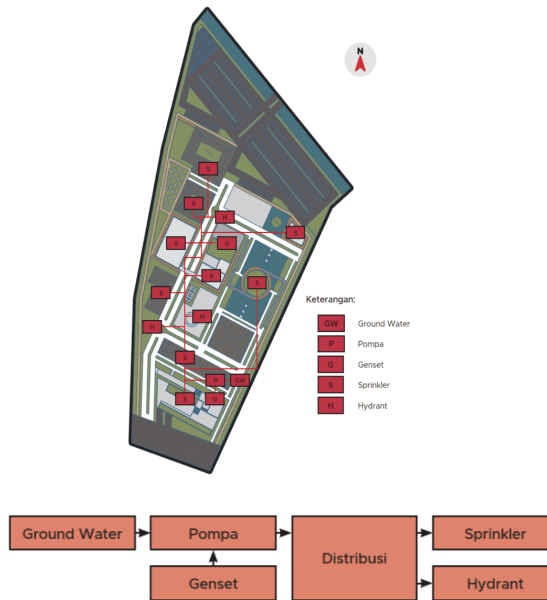 S
S
H
S
S
S
S
S
S
H
H
S
P
GW
S
G
Keterangan:
GW Ground Water
P Pompa
G Genset
S Sprinkler
H Hydrant
Ground Water
Pompa
Distribusi
Sprinkler
Genset
Hydrant